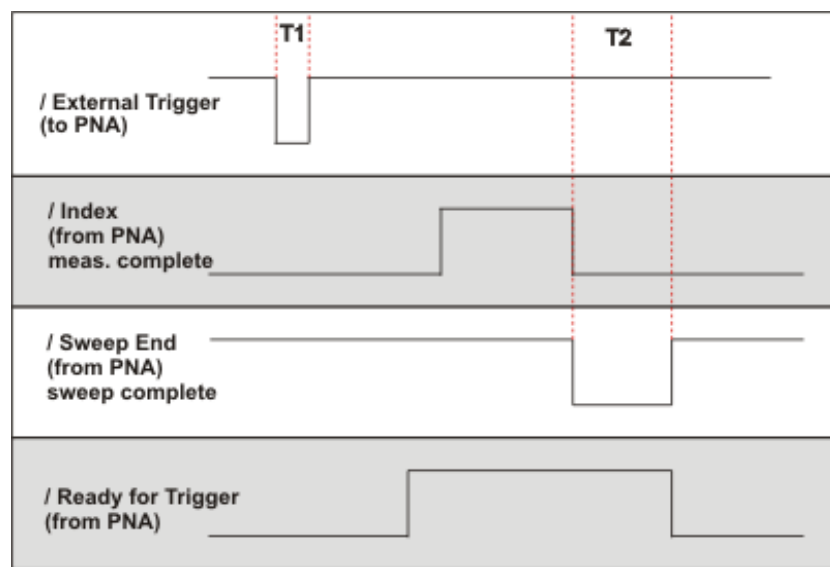 T1
T2
/ External Trigger
(to PNA)
/ Index
(from PNA)
meas. complete
/ Sweep End
(from PNA)
sweep complete
/ Ready for Trigger
(from PNA)